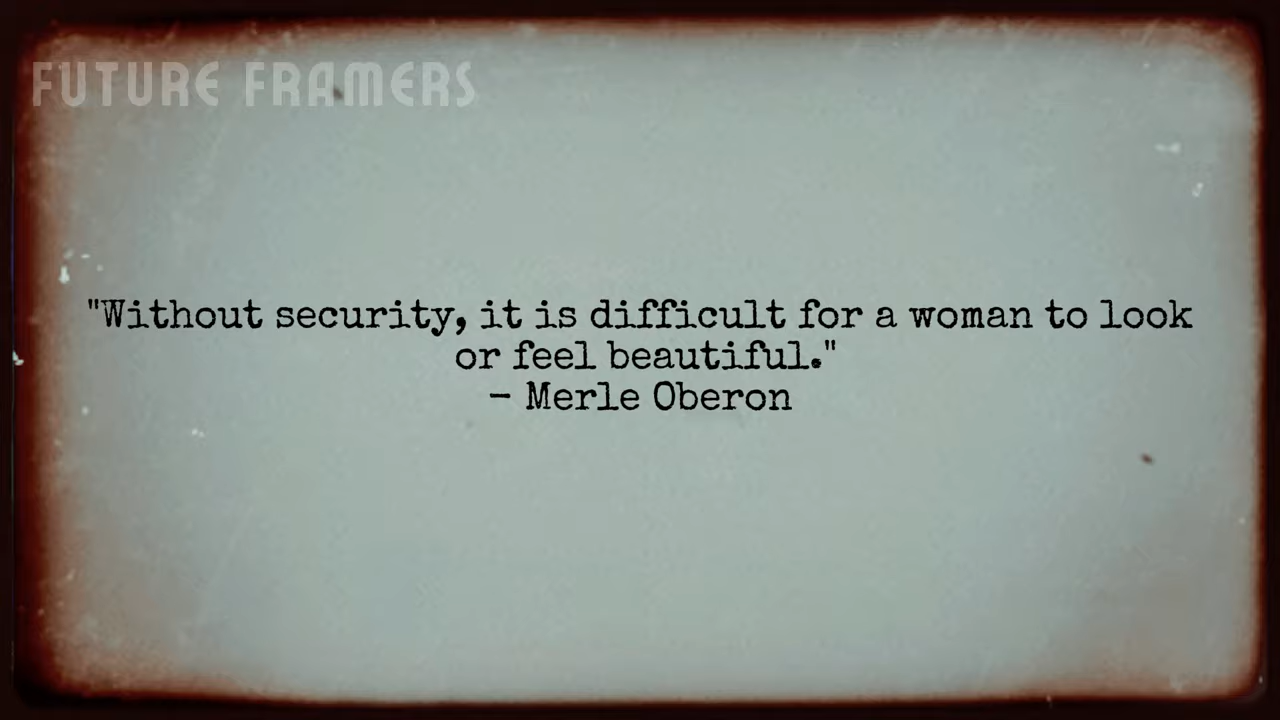 FUTURE FRAMERS
"Without security, it is difficult for a woman to look
or feel beautiful."
– Merle Oberon